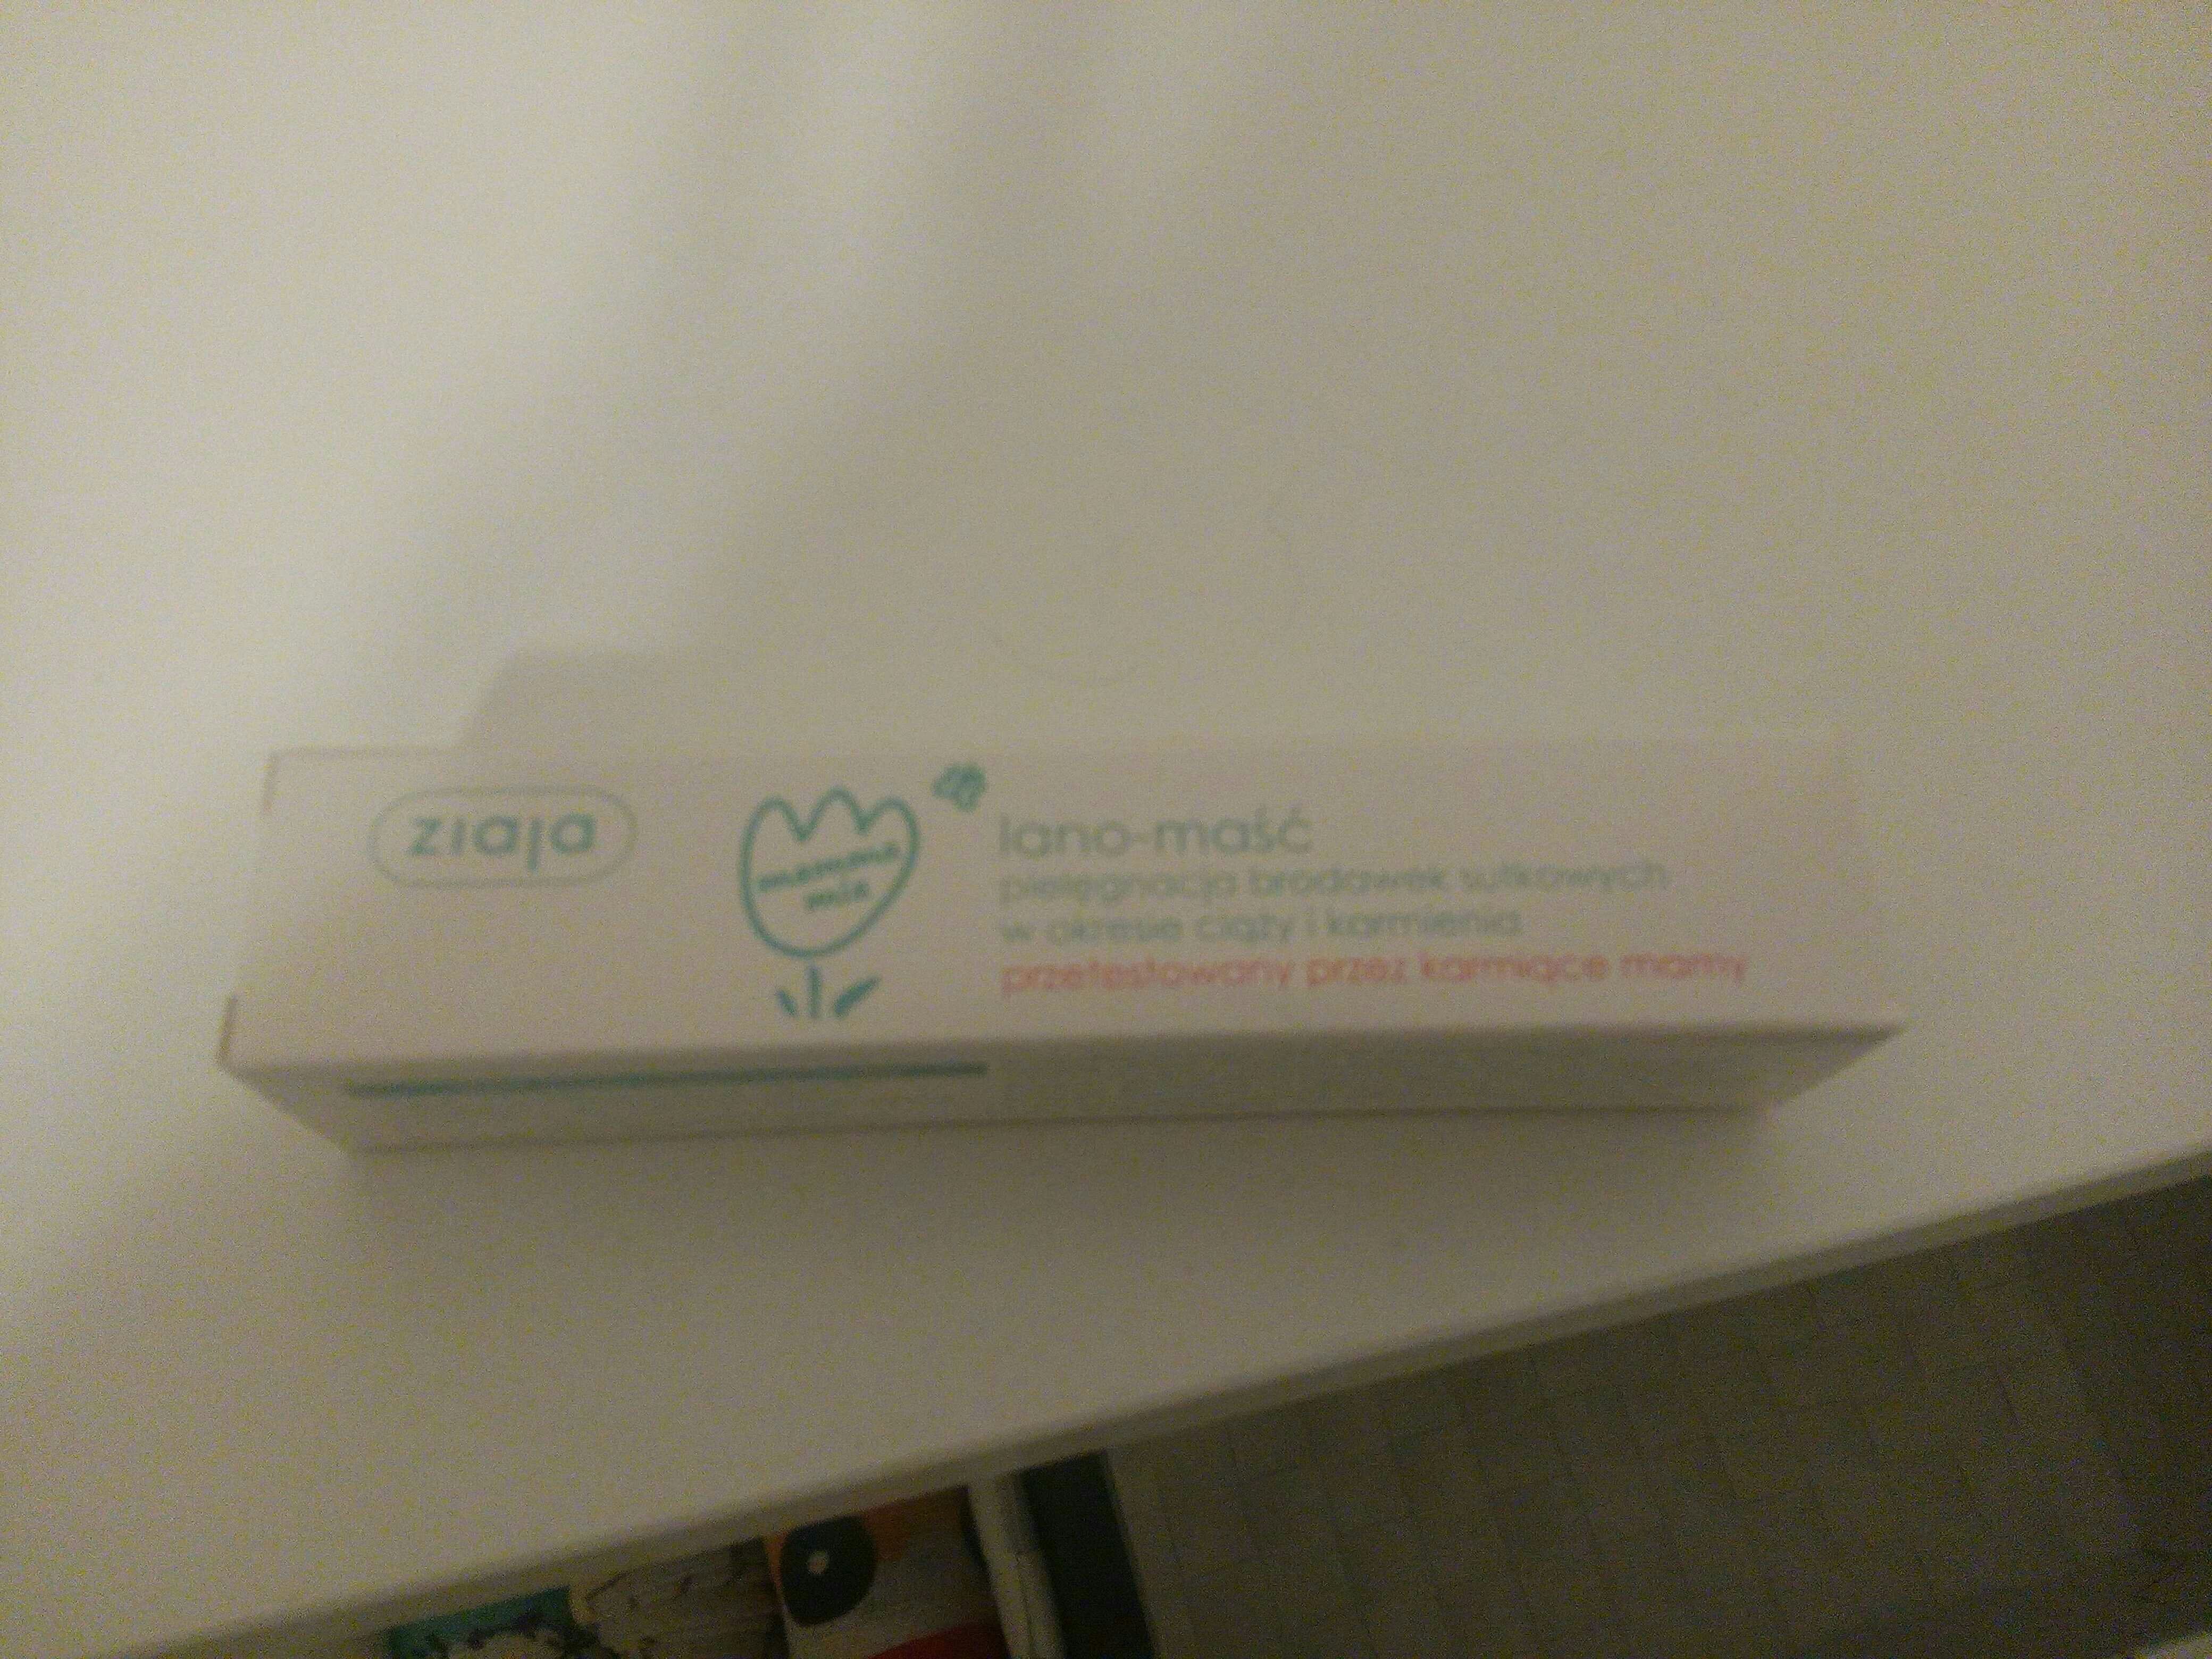 ziaja
mamma
mia
lano-maść
pielęgnacja brodawek sutkowych
w okresie ciąży i karmienia
przetestowany przez karmiące mamy